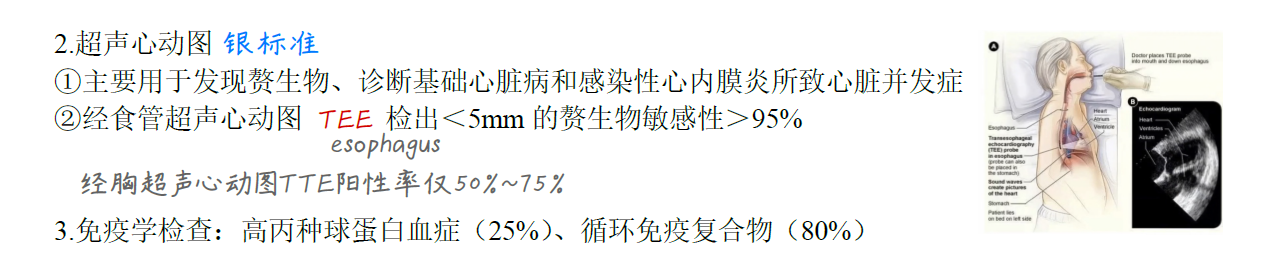 2.超声心动图 银标准
①主要用于发现赘生物、诊断基础心脏病和感染性心内膜炎所致心脏并发症
②经食管超声心动图 TEE 检出＜5mm 的赘生物敏感性＞95%
esophagus
经胸超声心动图TTE阳性率仅50%~75%
3.免疫学检查：高丙种球蛋白血症（25%）、循环免疫复合物（80%）
A
Doctor places TEE probe
into mouth and down esophagus
Heart
Atrium
Ventricle
Esophagus
Transesophageal
echocardiography
(TEE) probe
in esophagus
(probe can also
be placed in
the stomach)
Sound waves
create pictures
of the heart
Stomach
Patient lies
on bed on left side
B
Echocardiogram
Heart
Ventricles
Atrium